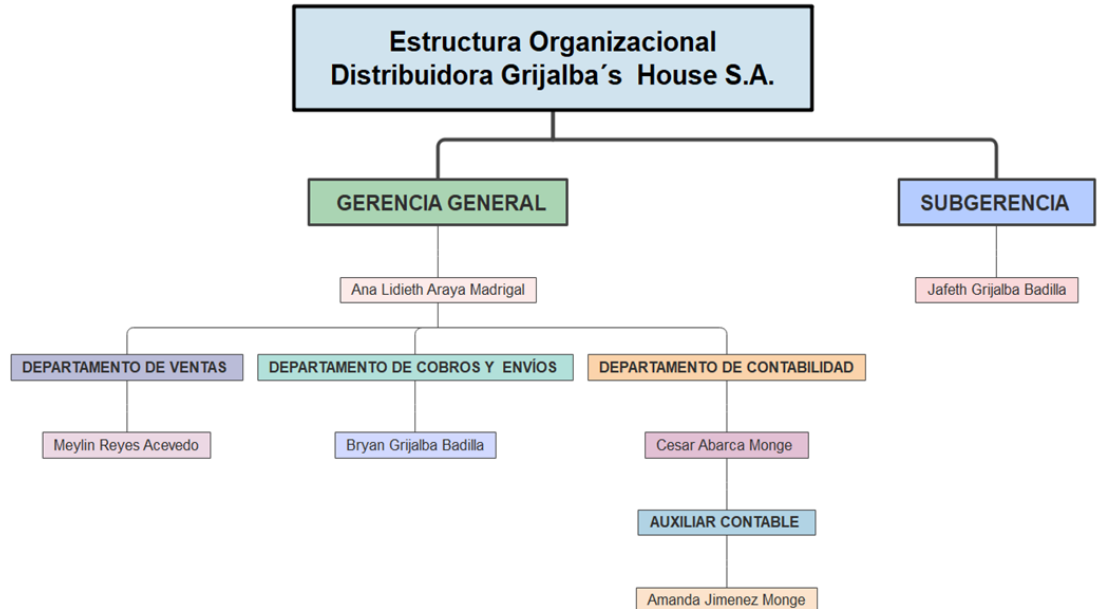 Estructura Organizacional
Distribuidora Grijalba´s House S.A.
GERENCIA GENERAL
SUBGERENCIA
Ana Lidieth Araya Madrigal
Jafeth Grijalba Badilla
DEPARTAMENTO DE VENTAS
DEPARTAMENTO DE COBROS Y ENVÍOS
DEPARTAMENTO DE CONTABILIDAD
Meylin Reyes Acevedo
Bryan Grijalba Badilla
Cesar Abarca Monge
AUXILIAR CONTABLE
Amanda Jimenez Monge